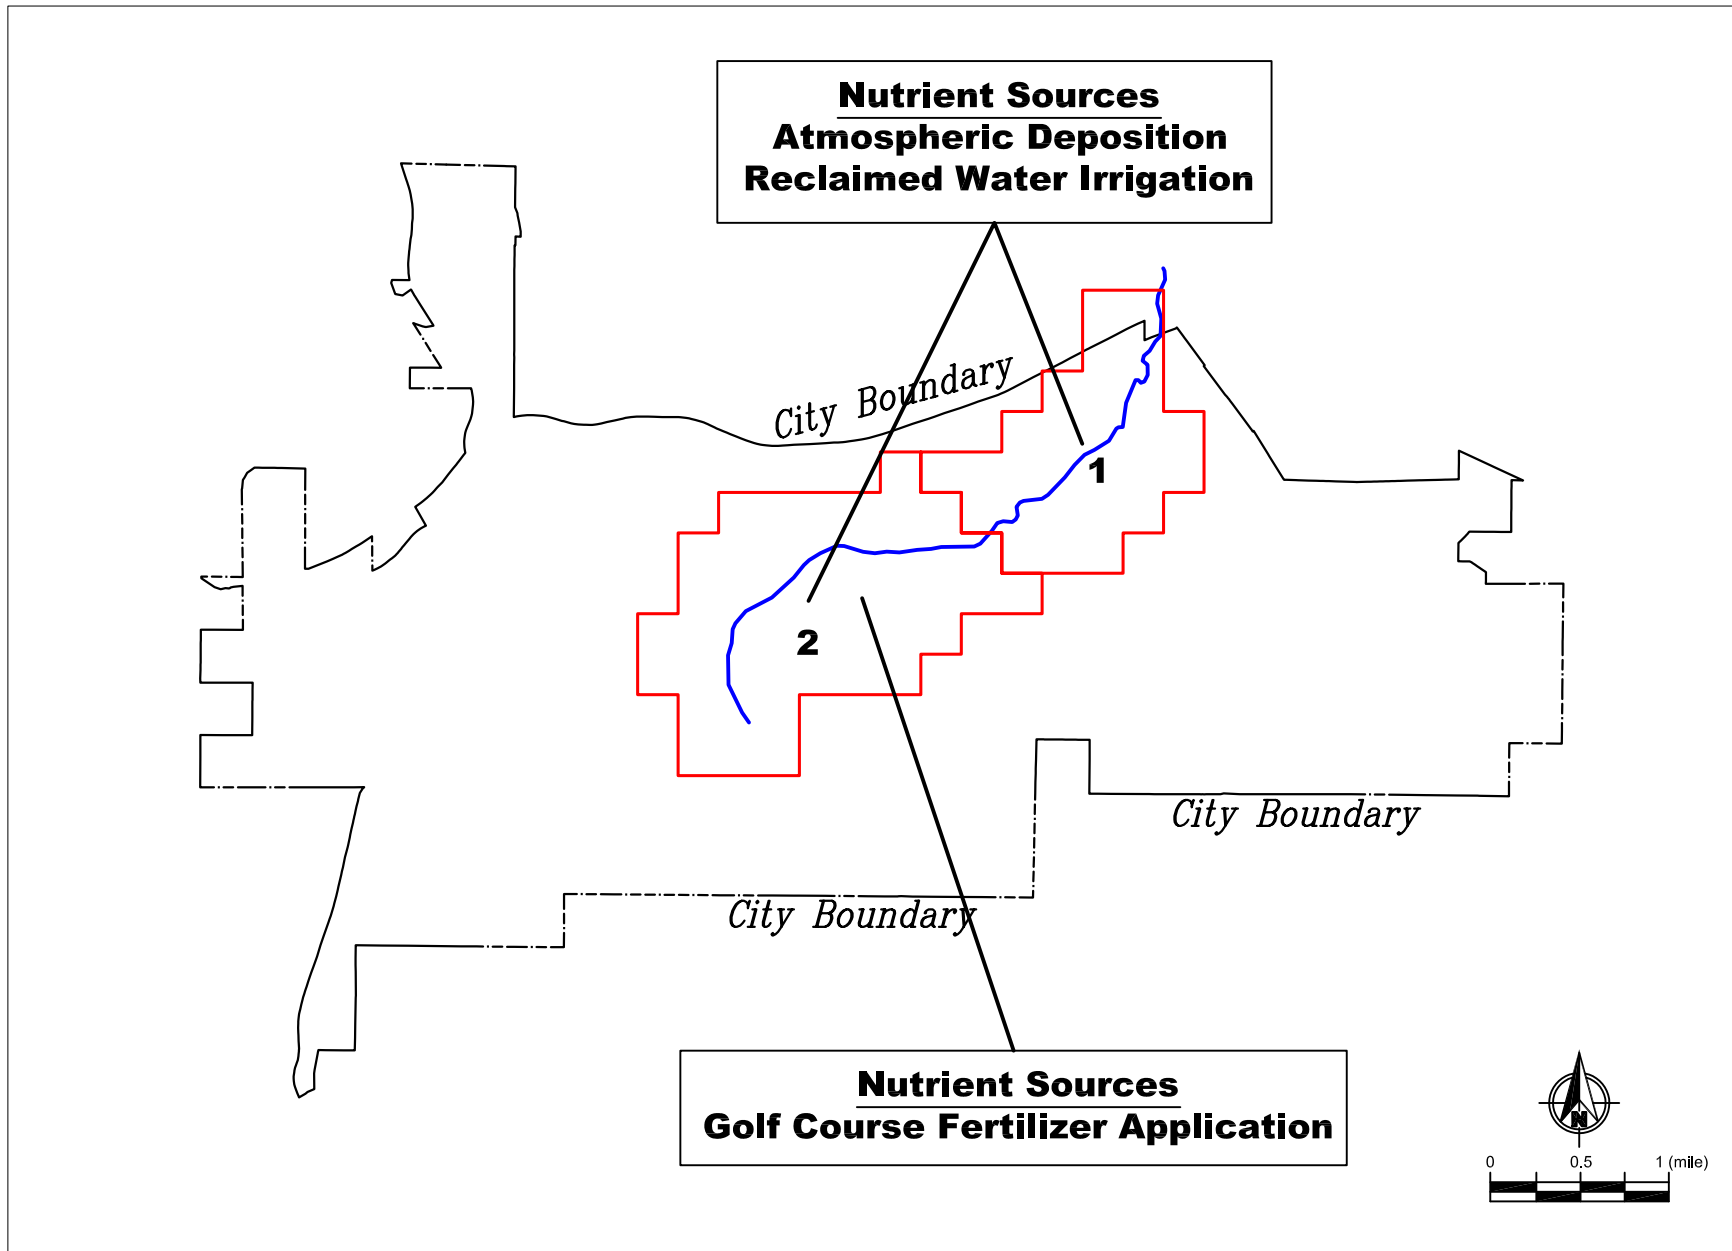 Nutrient Sources
Atmospheric Deposition
Reclaimed Water Irrigation
City Boundary
1
2
City Boundary
City Boundary
Nutrient Sources
Golf Course Fertilizer Application
N
0 0.5 1 (mile)